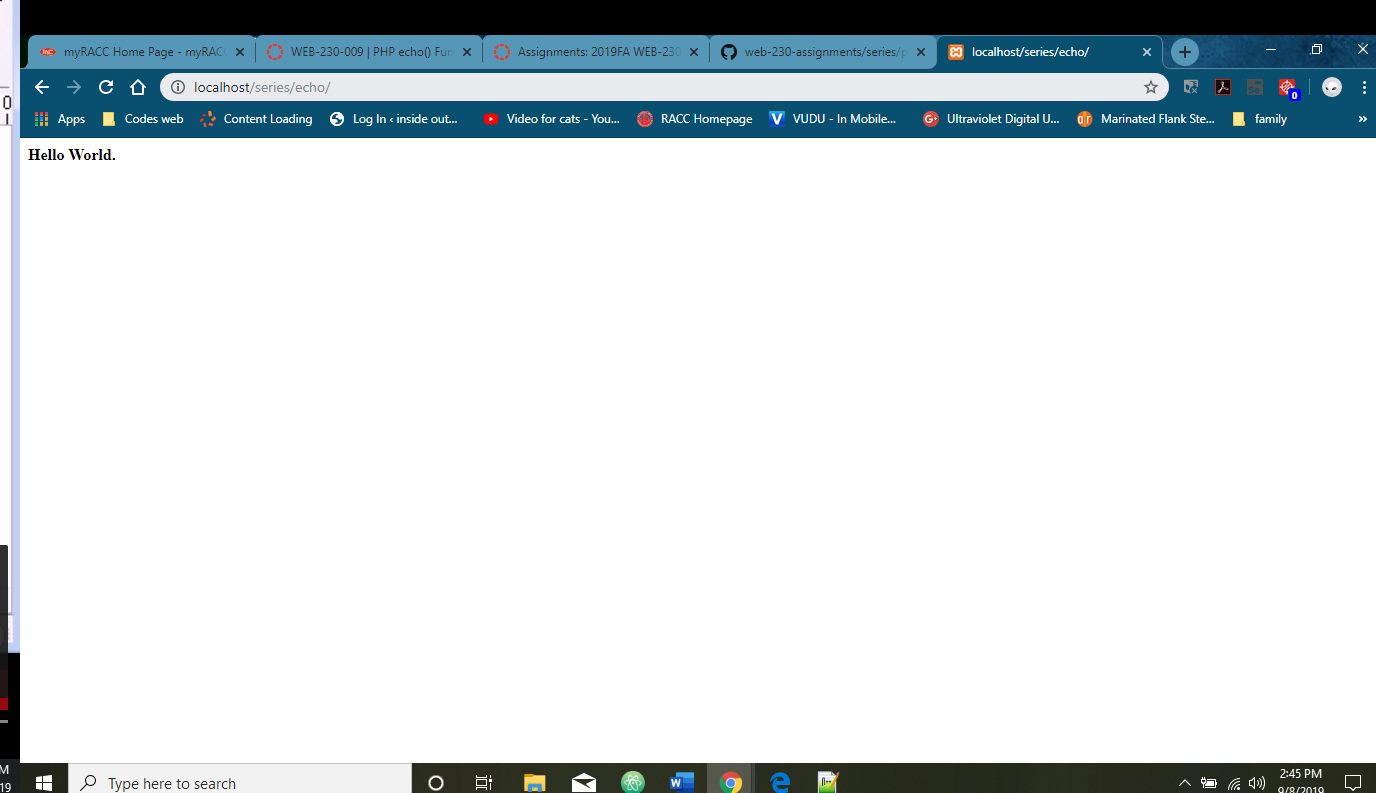 myRACC Home Page - myRAC
WEB-230-009 | PHP echo() Fun
Assignments: 2019FA WEB-230
web-230-assignments/series/p
localhost/series/echo/
localhost/series/echo/
0
Apps
Codes web
Content Loading
Log In ‹ inside out...
Video for cats - You...
RACC Homepage
VUDU - In Mobile...
Ultraviolet Digital U...
Marinated Flank Ste...
family
»
Hello World.
Type here to search
2:45 PM
9/8/2019